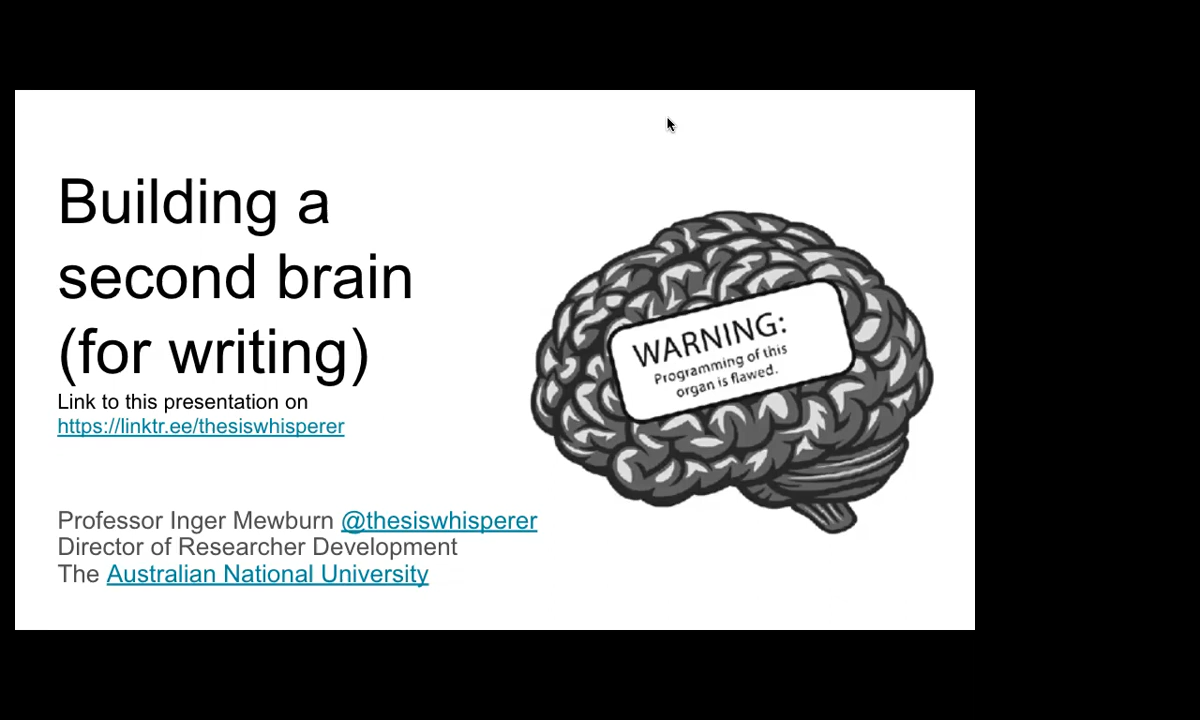 Building a
second brain
(for writing)
Link to this presentation on
https://linktr.ee/thesiswhisperer
Professor Inger Mewburn @thesiswhisperer
Director of Researcher Development
The Australian National University
WARNING:
Programming of this
organ is flawed.